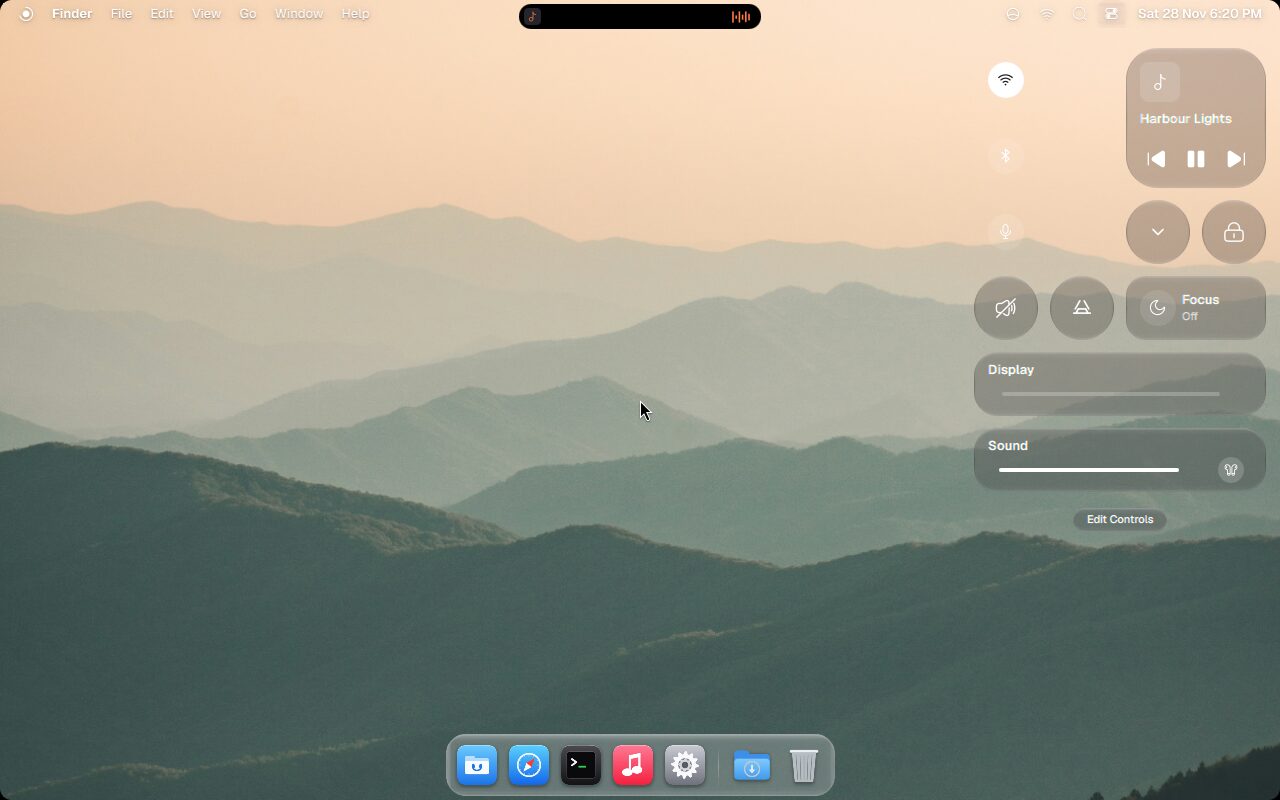 Finder File Edit View Go Window Help
Sat 28 Nov 6:20 PM
Harbour Lights
Focus
Off
Display
Sound
Edit Controls